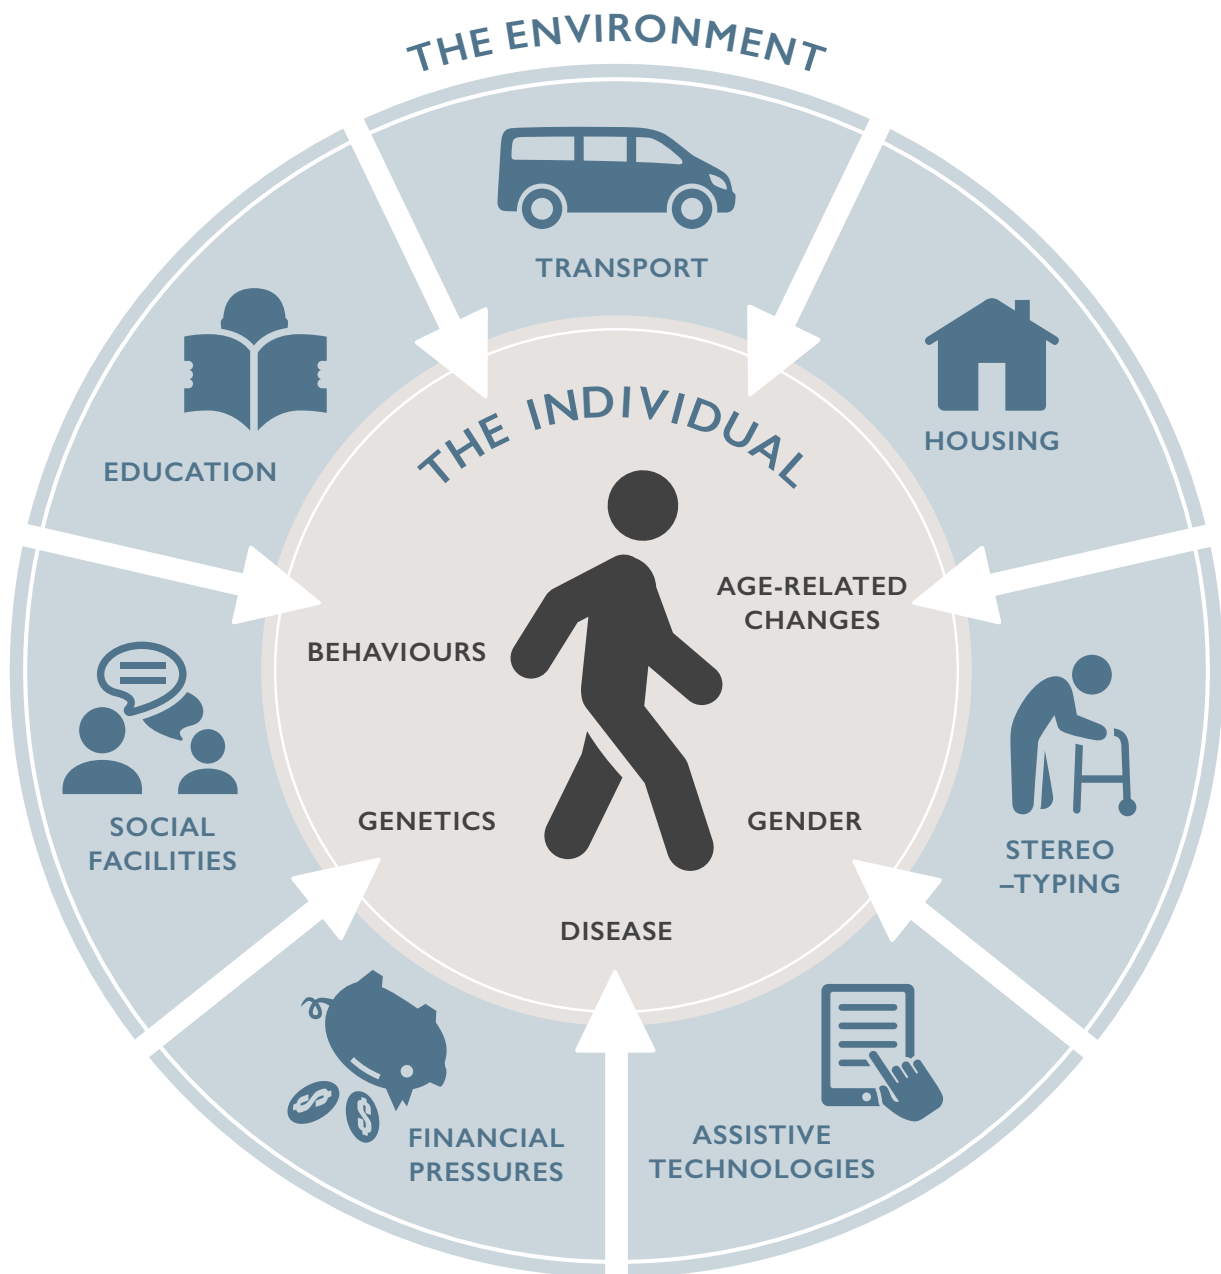 THE ENVIRONMENT
TRANSPORT
HOUSING
EDUCATION
THE INDIVIDUAL
AGE-RELATED
CHANGES
BEHAVIOURS
GENETICS
GENDER
DISEASE
SOCIAL
FACILITIES
STEREO
–TYPING
FINANCIAL
PRESSURES
ASSISTIVE
TECHNOLOGIES
$
$